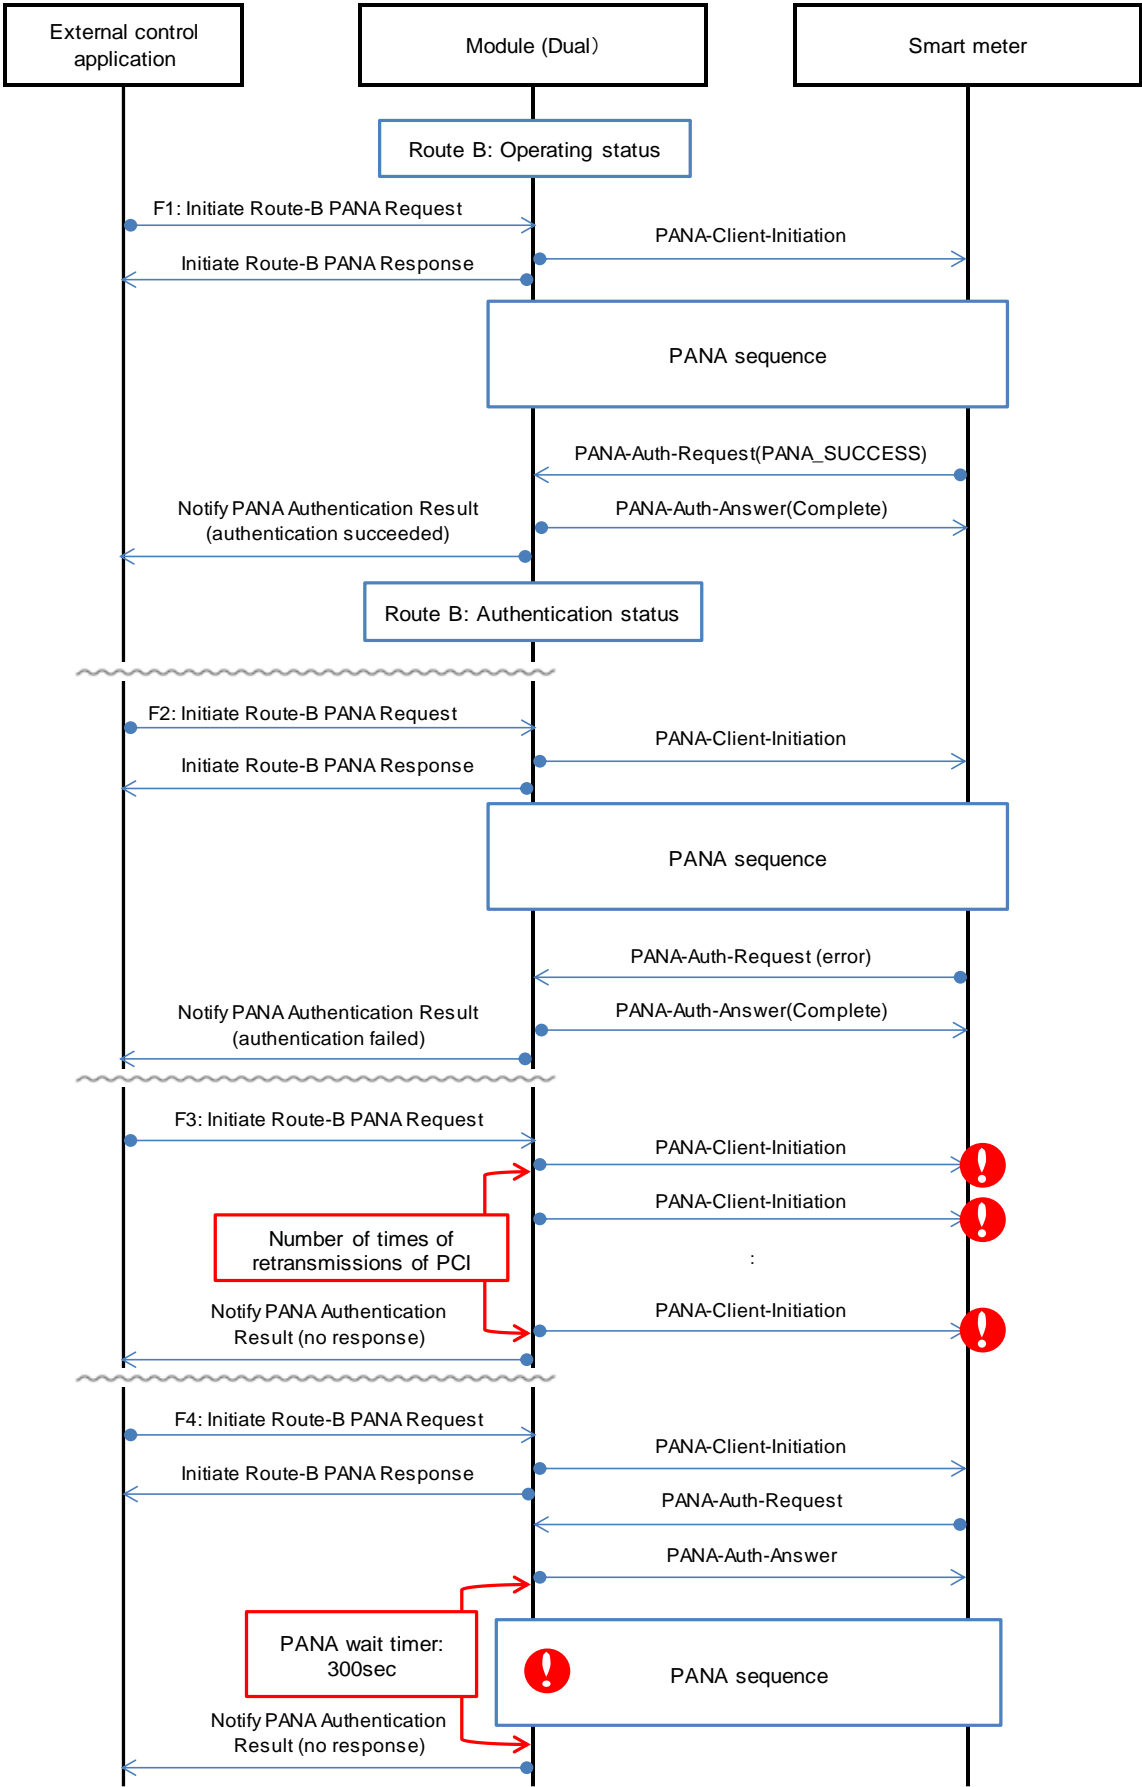 External control
application
Module (Dual）
Smart meter
Route B: Operating status
F1: Initiate Route-B PANA Request
PANA-Client-Initiation
Initiate Route-B PANA Response
PANA sequence
PANA-Auth-Request(PANA_SUCCESS)
Notify PANA Authentication Result
(authentication succeeded)
PANA-Auth-Answer(Complete)
Route B: Authentication status
F2: Initiate Route-B PANA Request
PANA-Client-Initiation
Initiate Route-B PANA Response
PANA sequence
PANA-Auth-Request (error)
Notify PANA Authentication Result
(authentication failed)
PANA-Auth-Answer(Complete)
F3: Initiate Route-B PANA Request
PANA-Client-Initiation
PANA-Client-Initiation
Number of times of
retransmissions of PCI
:
Notify PANA Authentication
Result (no response)
PANA-Client-Initiation
F4: Initiate Route-B PANA Request
PANA-Client-Initiation
Initiate Route-B PANA Response
PANA-Auth-Request
PANA-Auth-Answer
PANA wait timer:
300sec
PANA sequence
Notify PANA Authentication
Result (no response)